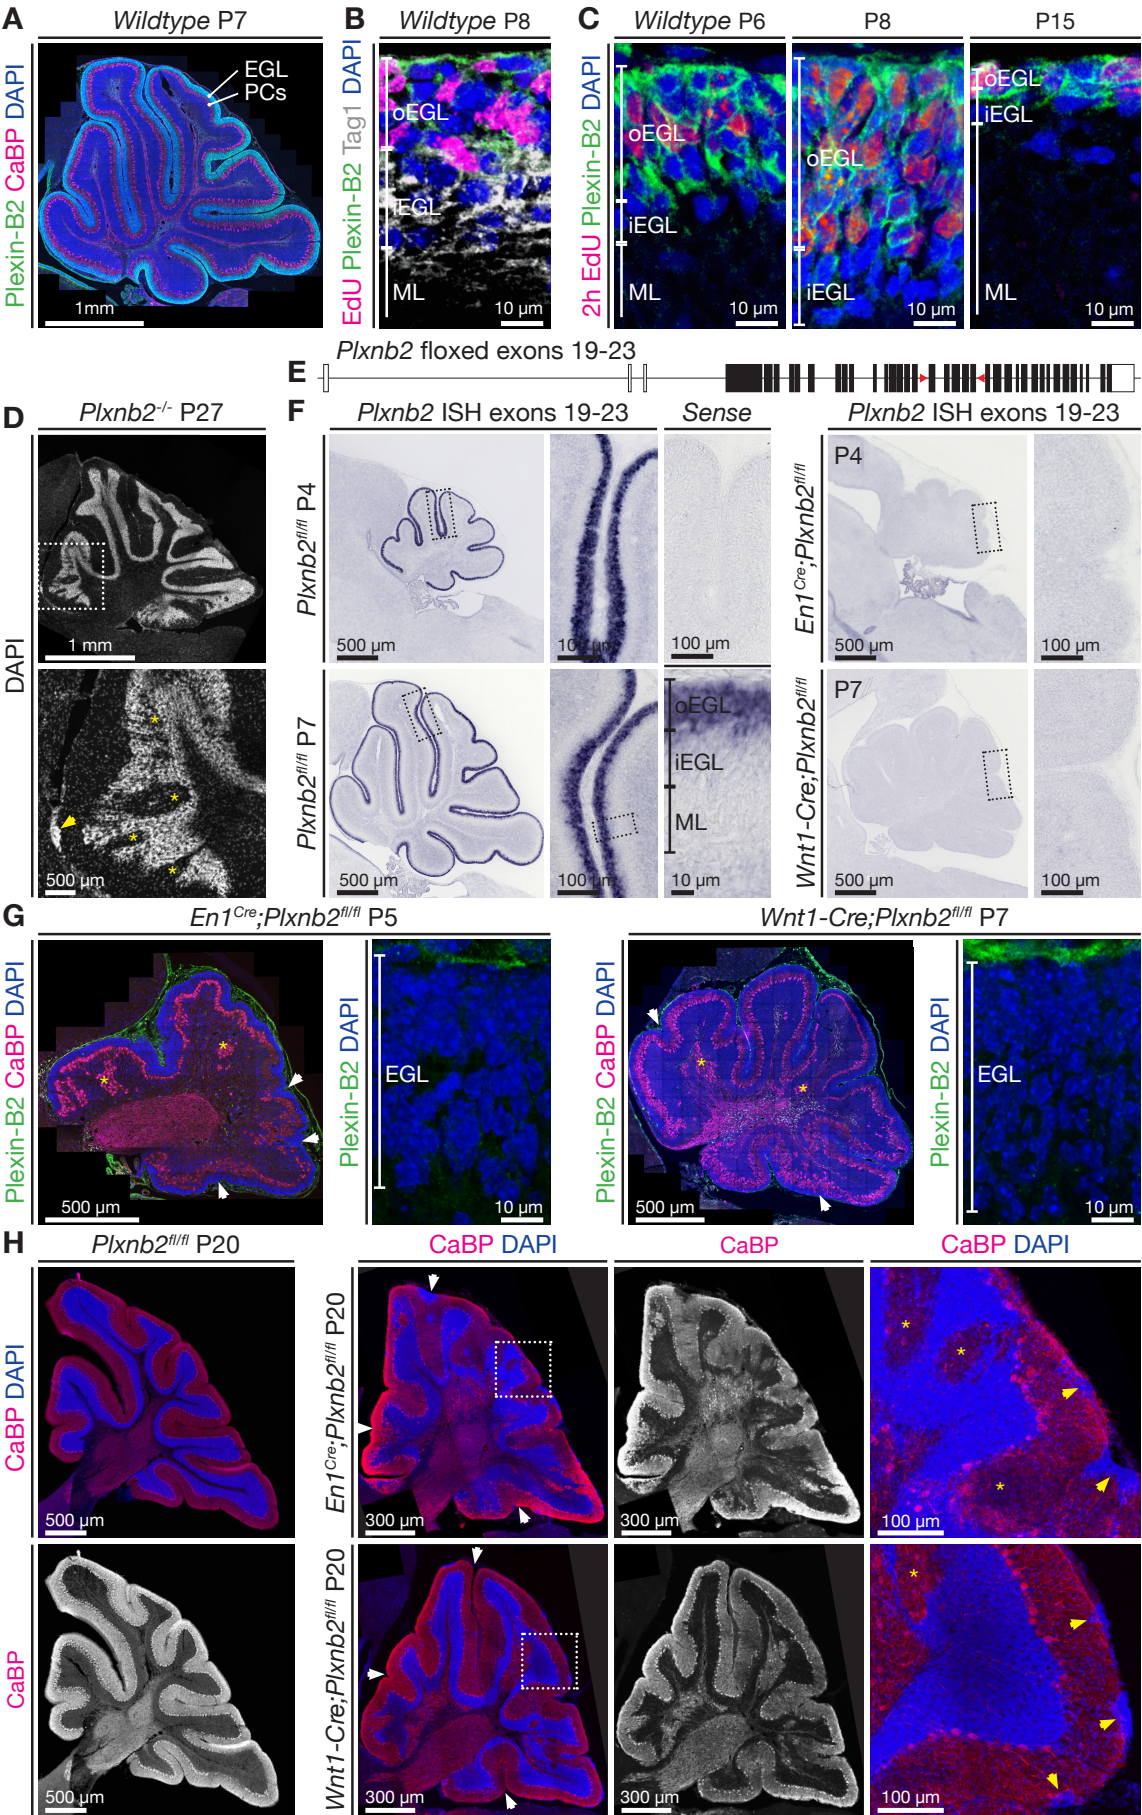 A
Wildtype P7
Plexin-B2 CaBP DAPI
EGL
PCs
1mm
B
Wildtype P8
EdU Plexin-B2 Tag1 DAPI
oEGL
iEGL
ML
10 µm
C
Wildtype P6
P8
P15
2h EdU Plexin-B2 DAPI
oEGL
iEGL
ML
10 µm
oEGL
iEGL
10 µm
oEGL
iEGL
ML
10 µm
E
Plxnb2 floxed exons 19-23
D
Plxnb2-/- P27
DAPI
1 mm
500 µm
F
Plxnb2 ISH exons 19-23
Sense
Plxnb2 ISH exons 19-23
Plxnb2fl/fl P4
500 µm
100 µm
100 µm
En1Cre;Plxnb2fl/fl
P4
500 µm
100 µm
Plxnb2fl/fl P7
500 µm
100 µm
oEGL
iEGL
ML
10 µm
Wnt1-Cre;Plxnb2fl/fl
P7
500 µm
100 µm
G
En1Cre;Plxnb2fl/fl P5
Wnt1-Cre;Plxnb2fl/fl P7
Plexin-B2 CaBP DAPI
500 µm
Plexin-B2 DAPI
EGL
10 µm
Plexin-B2 CaBP DAPI
500 µm
Plexin-B2 DAPI
EGL
10 µm
H
Plxnb2fl/fl P20
CaBP DAPI
CaBP
CaBP DAPI
CaBP DAPI
500 µm
En1Cre;Plxnb2fl/fl P20
300 µm
300 µm
100 µm
CaBP
500 µm
Wnt1-Cre;Plxnb2fl/fl P20
300 µm
300 µm
100 µm